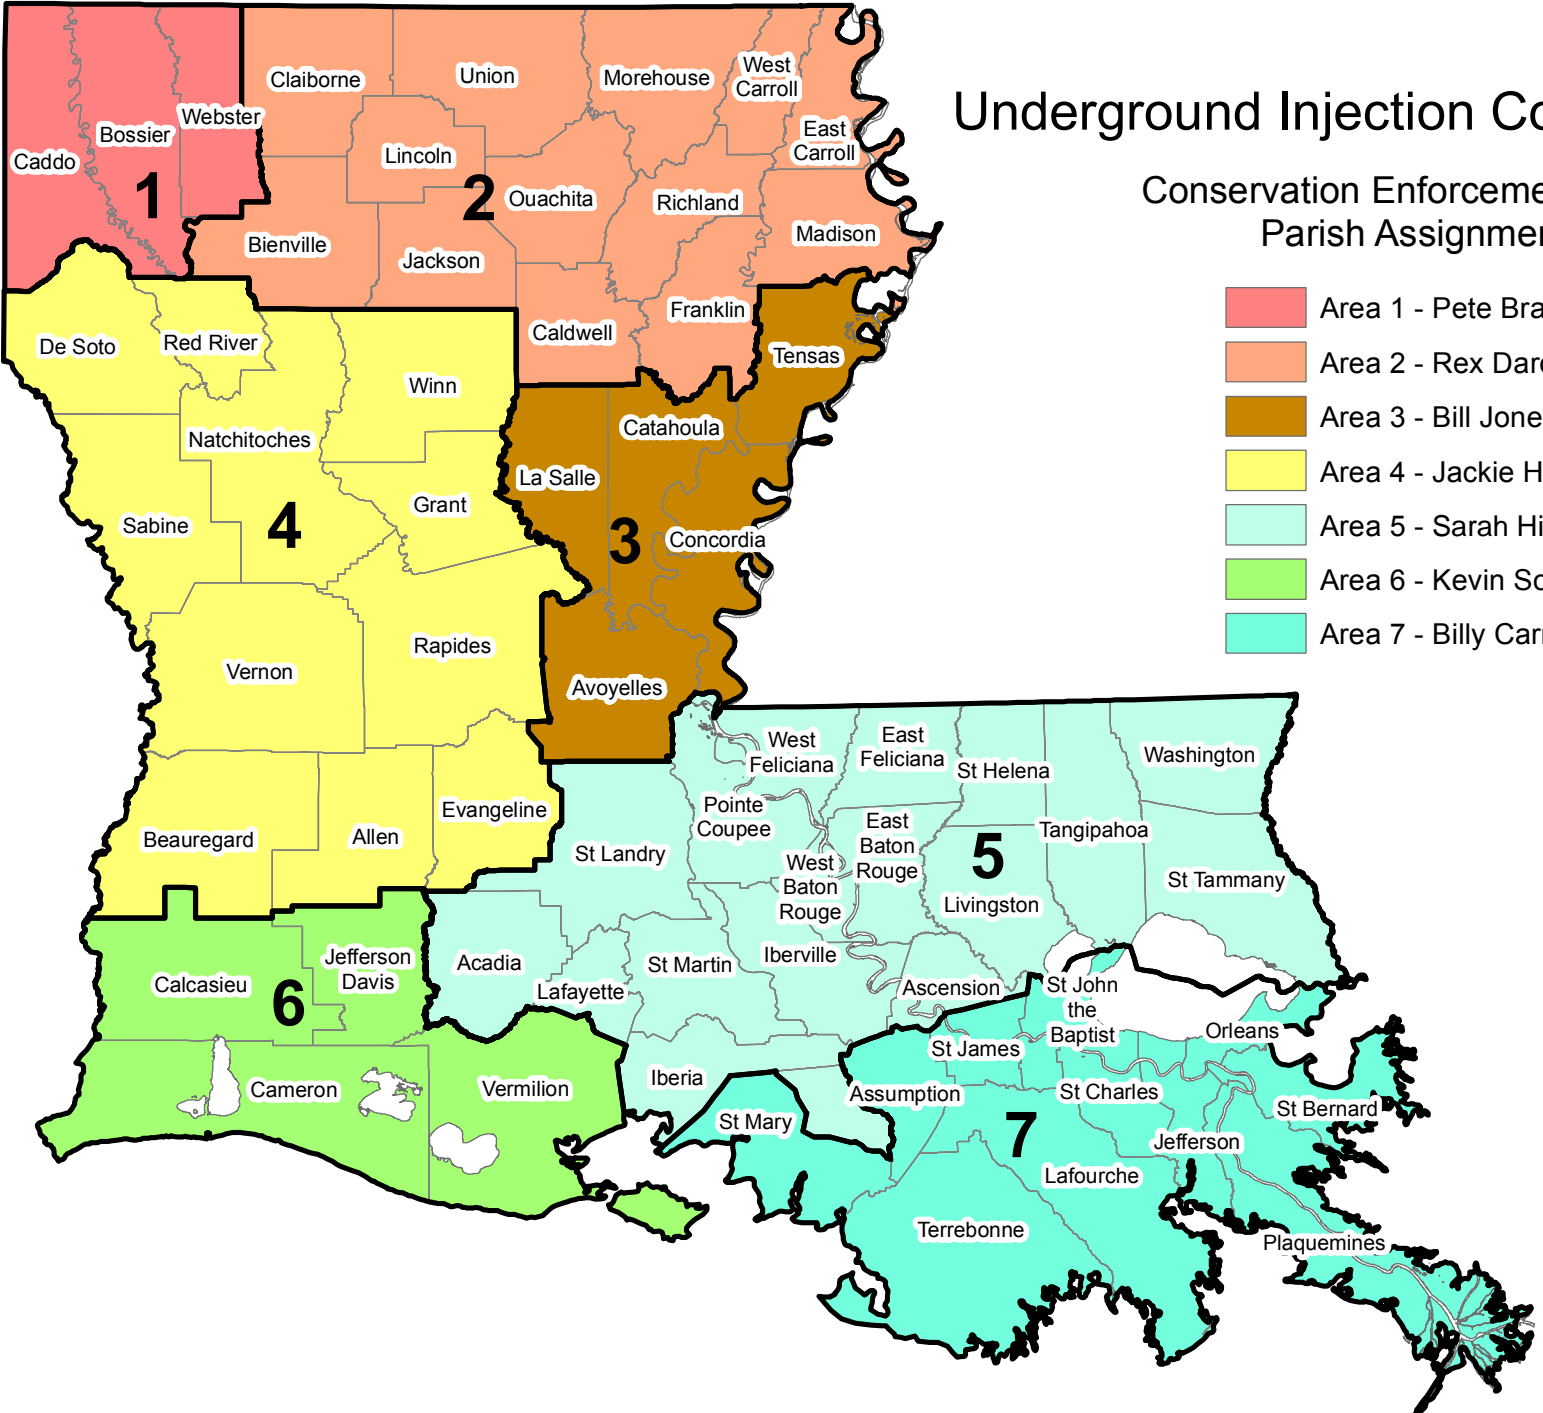 Underground Injection Co
Conservation Enforceme
Parish Assignme
Area 1 - Pete Bra
Area 2 - Rex Dar
Area 3 - Bill Jone
Area 4 - Jackie H
Area 5 - Sarah Hi
Area 6 - Kevin Sc
Area 7 - Billy Car
Claiborne
Union
Morehouse
West
Carroll
Webster
Bossier
Caddo
1
East
Carroll
Lincoln
2
Ouachita
Richland
Madison
Bienville
Jackson
Franklin
Caldwell
De Soto
Red River
Tensas
Winn
Natchitoches
Catahoula
La Salle
Grant
Sabine
4
3
Concordia
Rapides
Vernon
Avoyelles
West
Feliciana
East
Feliciana
St Helena
Washington
Evangeline
Pointe
Coupee
Beauregard
Allen
St Landry
East
Baton
Rouge
5
Tangipahoa
West
Baton
Rouge
St Tammany
Livingston
Calcasieu
6
Jefferson
Davis
Acadia
Lafayette
St Martin
Iberville
Ascension
St John
the
Baptist
Orleans
St James
Cameron
Vermilion
Iberia
Assumption
St Charles
St Mary
7
St Bernard
Jefferson
Lafourche
Terrebonne
Plaquemines